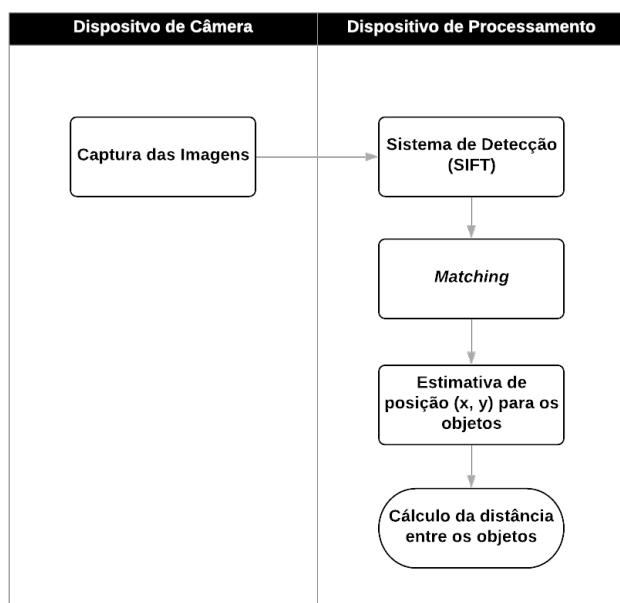 Dispositvo de Câmera
Dispositivo de Processamento
Captura das Imagens
Sistema de Detecção
(SIFT)
Matching
Estimativa de
posição (x, y) para os
objetos
Cálculo da distância
entre os objetos